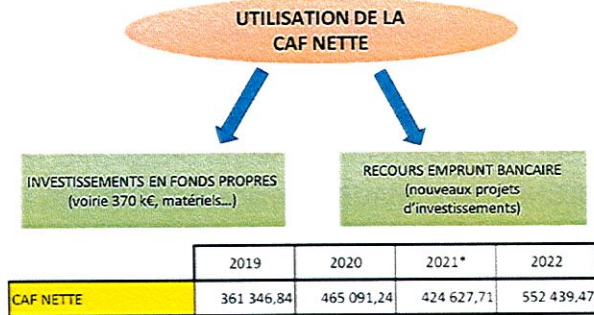 UTILISATION DE LA
CAF NETTE
INVESTISSEMENTS EN FONDS PROPRES
(voirie 370 k€, matériels...)
RECOURS EMPRUNT BANCAIRE
(nouveaux projets
d'investissements)
2019 2020 2021* 2022
CAF NETTE 361 346,84 465 091,24 424 627,71 552 439,47